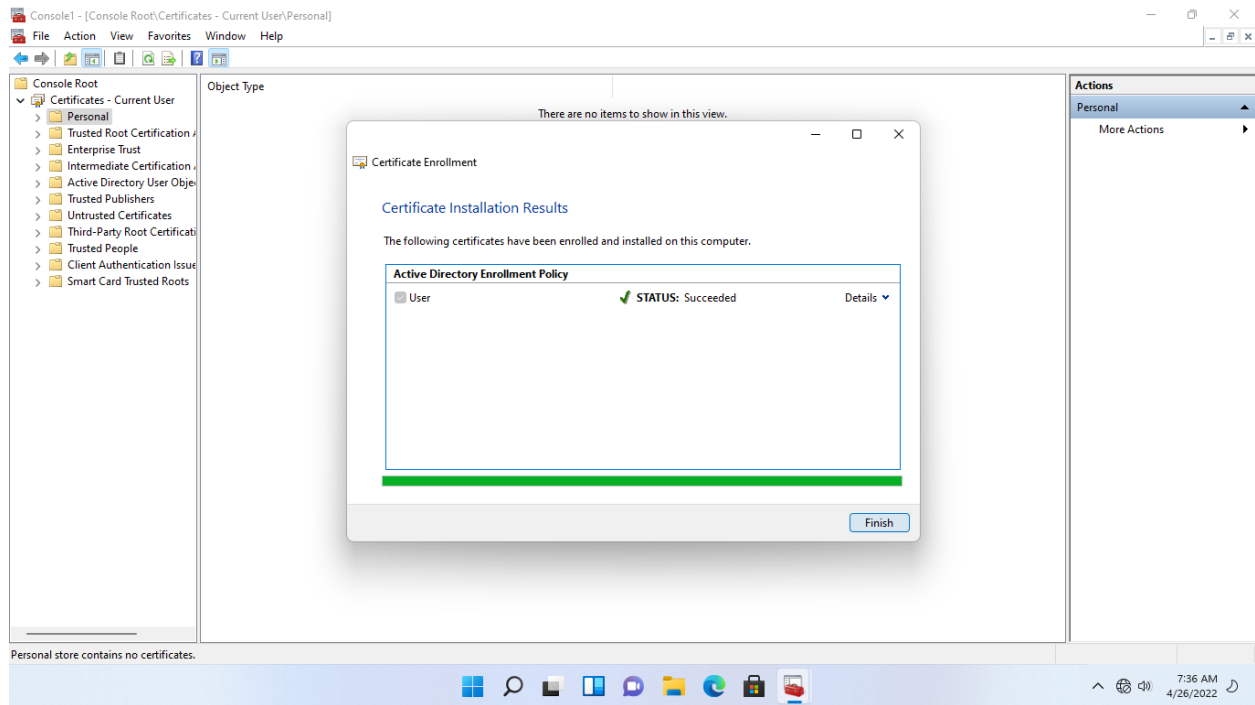 Console1 - [Console Root\Certificates - Current User\Personal]
File Action View Favorites Window Help
Console Root
Certificates - Current User
Personal
Trusted Root Certification A
Enterprise Trust
Intermediate Certification A
Active Directory User Obje
Trusted Publishers
Untrusted Certificates
Third-Party Root Certificati
Trusted People
Client Authentication Issue
Smart Card Trusted Roots
Object Type
There are no items to show in this view.
Certificate Enrollment
Certificate Installation Results
The following certificates have been enrolled and installed on this computer.
Active Directory Enrollment Policy
User STATUS: Succeeded Details
Finish
Actions
Personal
More Actions
Personal store contains no certificates.
7:36 AM
4/26/2022